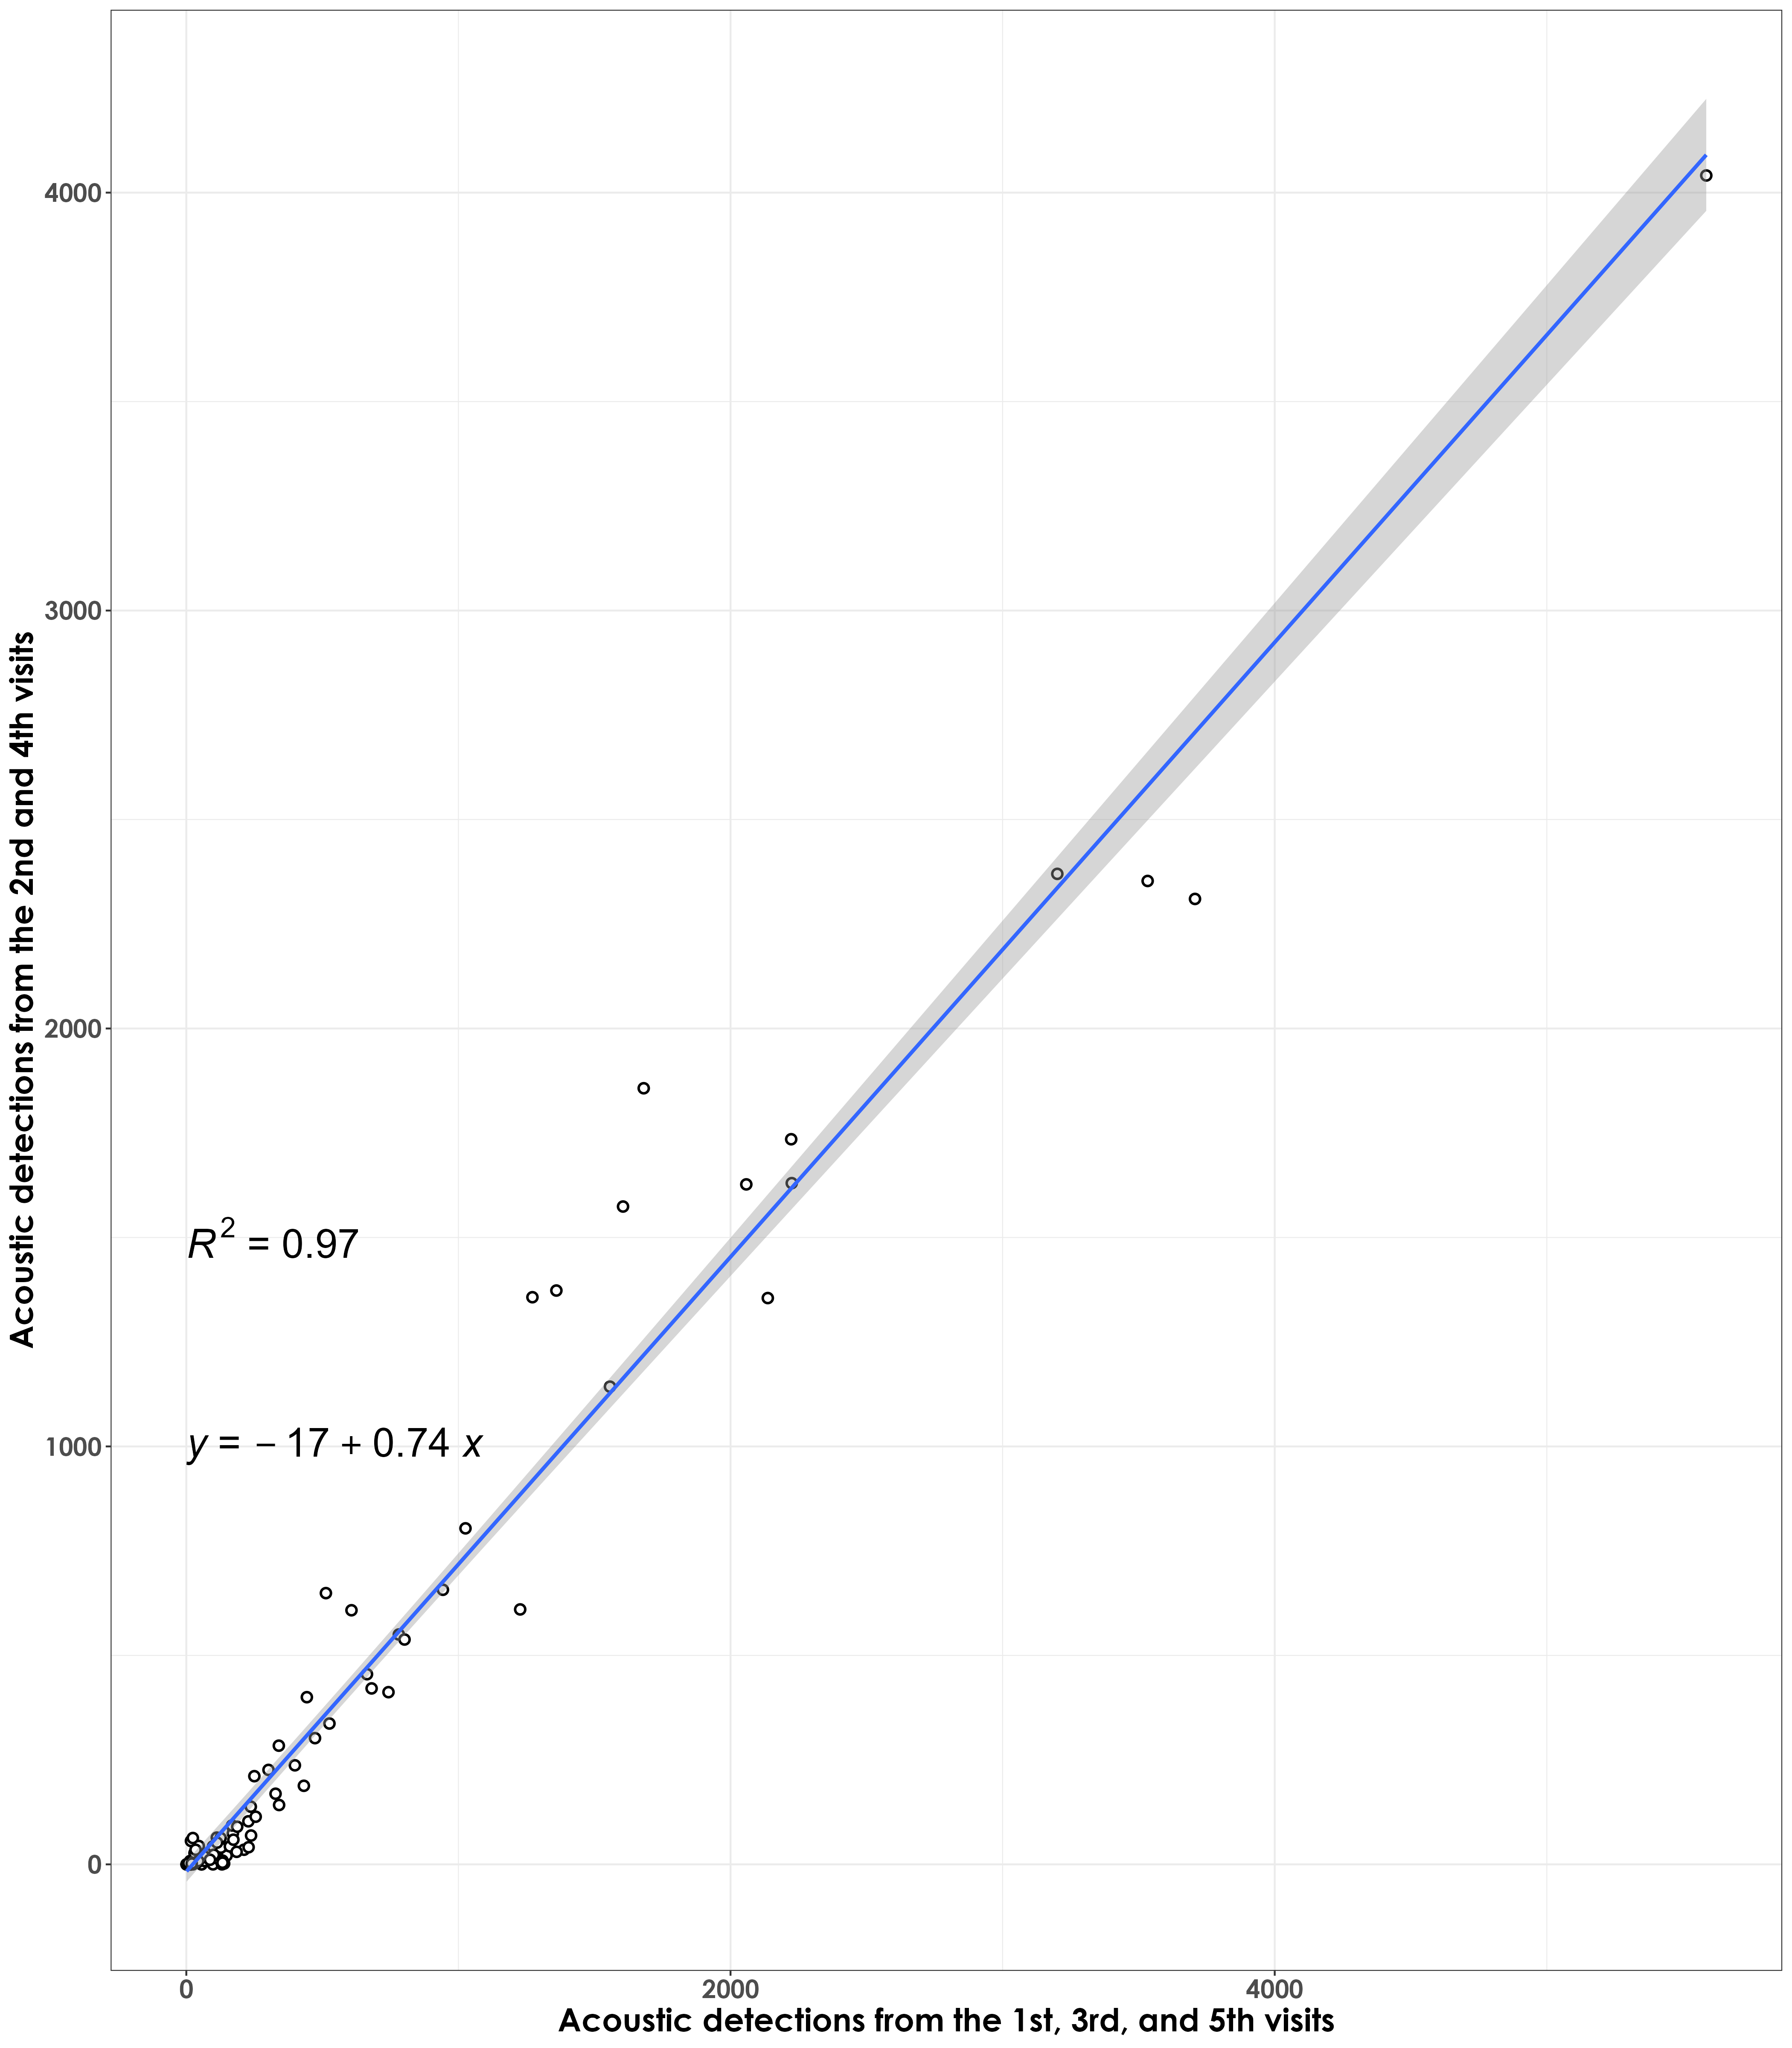 Acoustic detections from the 2nd and 4th visits
4000
3000
2000
1000
0
R² = 0.97
y = − 17 + 0.74 x
0 2000 4000
Acoustic detections from the 1st, 3rd, and 5th visits